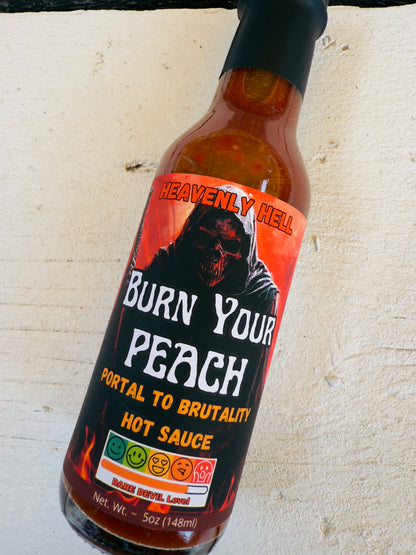 HEAVENLY HELL
BURN YOUR
PEACH
PORTAL TO BRUTALITY
HOT SAUCE
DARE DEVIL Level
Net. Wt. ~ 5oz (148ml)